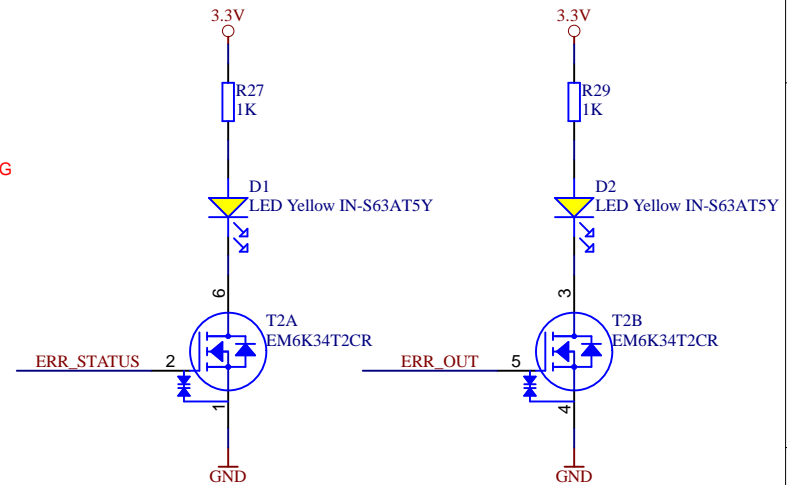 3.3V
3.3V
R27
1K
R29
1K
G
D1
LED Yellow IN-S63AT5Y
D2
LED Yellow IN-S63AT5Y
6
3
T2A
EM6K34T2CR
T2B
EM6K34T2CR
ERR_STATUS
2
ERR_OUT
5
1
4
GND
GND